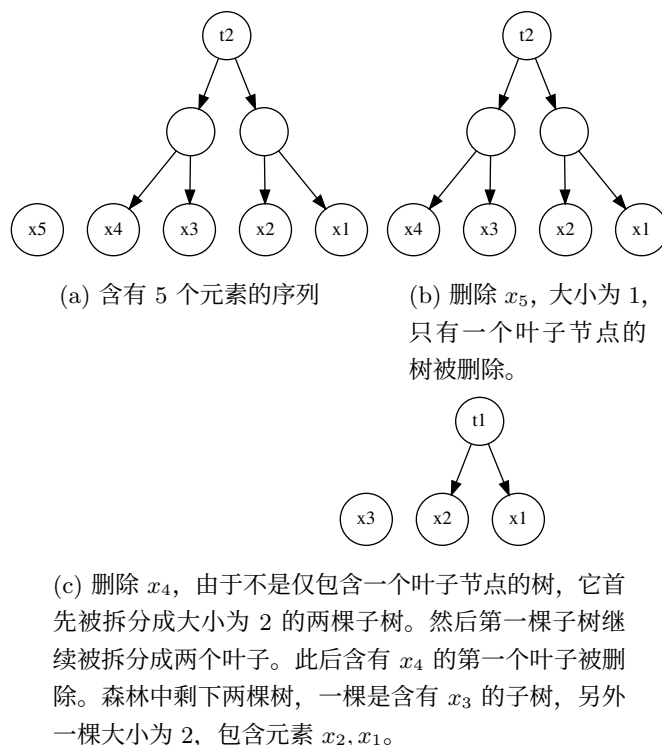 t2
t2
x5 x4 x3 x2 x1
x4 x3 x2 x1
(a) 含有 5 个元素的序列
(b) 删除 x₅，大小为 1，
只有一个叶子节点的
树被删除。
t1
x3 x2 x1
(c) 删除 x₄，由于不是仅包含一个叶子节点的树，它首
先被拆分成大小为 2 的两棵子树。然后第一棵子树继
续被拆分成两个叶子。此后含有 x₄ 的第一个叶子被删
除。森林中剩下两棵树，一棵是含有 x₃ 的子树，另外
一棵大小为 2，包含元素 x₂, x₁。